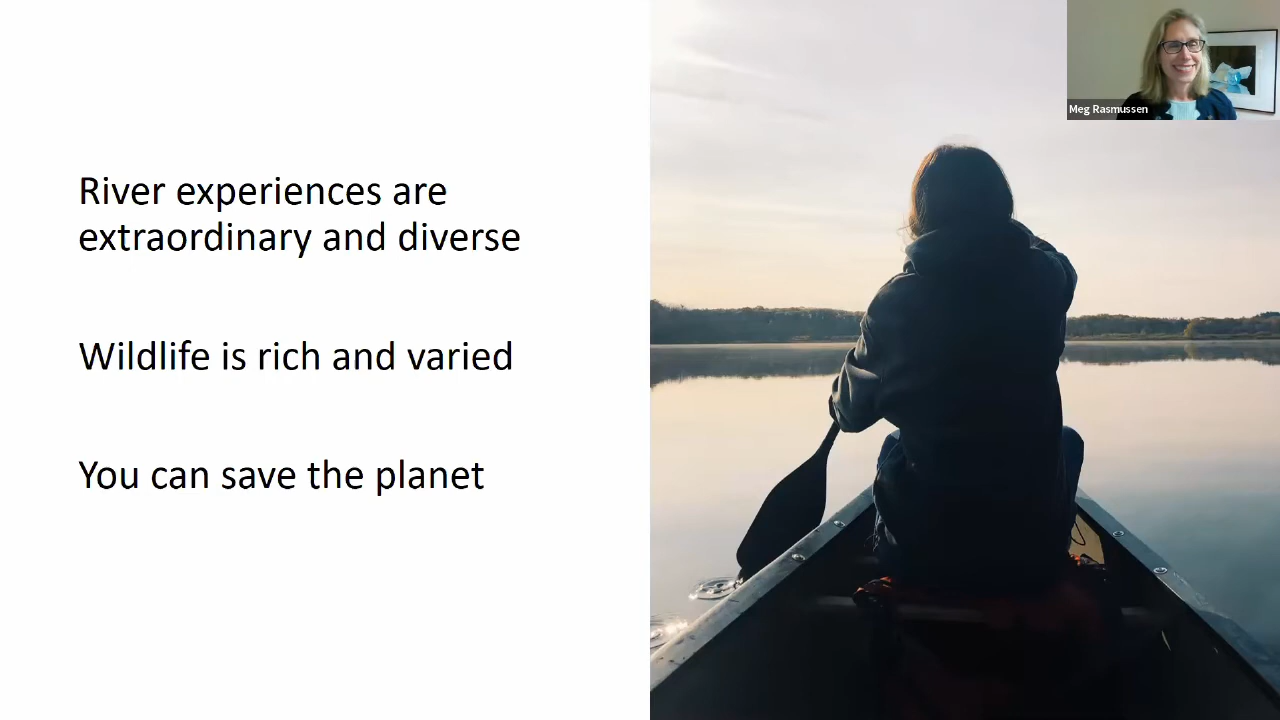 River experiences are
extraordinary and diverse
Wildlife is rich and varied
You can save the planet
Meg Rasmussen